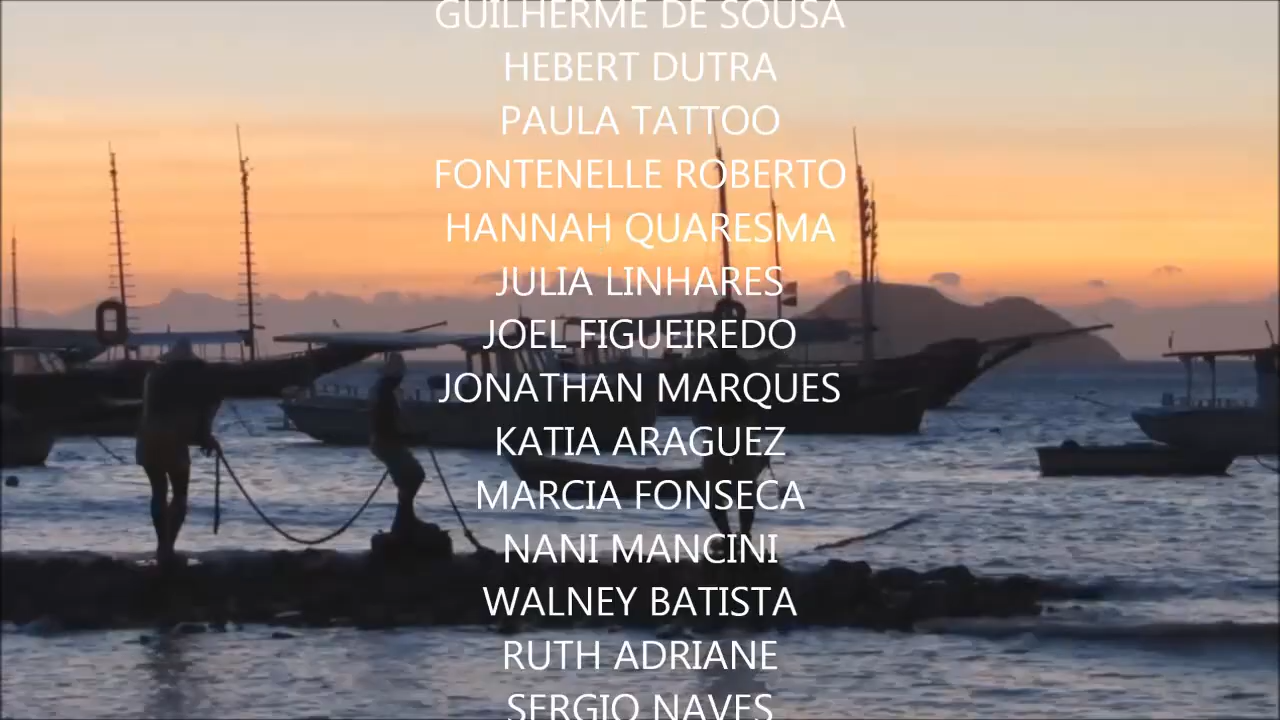 GUILHERME DE SOUSA
HEBERT DUTRA
PAULA TATTOO
FONTENELLE ROBERTO
HANNAH QUARESMA
JULIA LINHARES
JOEL FIGUEIREDO
JONATHAN MARQUES
KATIA ARAGUEZ
MARCIA FONSECA
NANI MANCINI
WALNEY BATISTA
RUTH ADRIANE
SERGIO NAVES